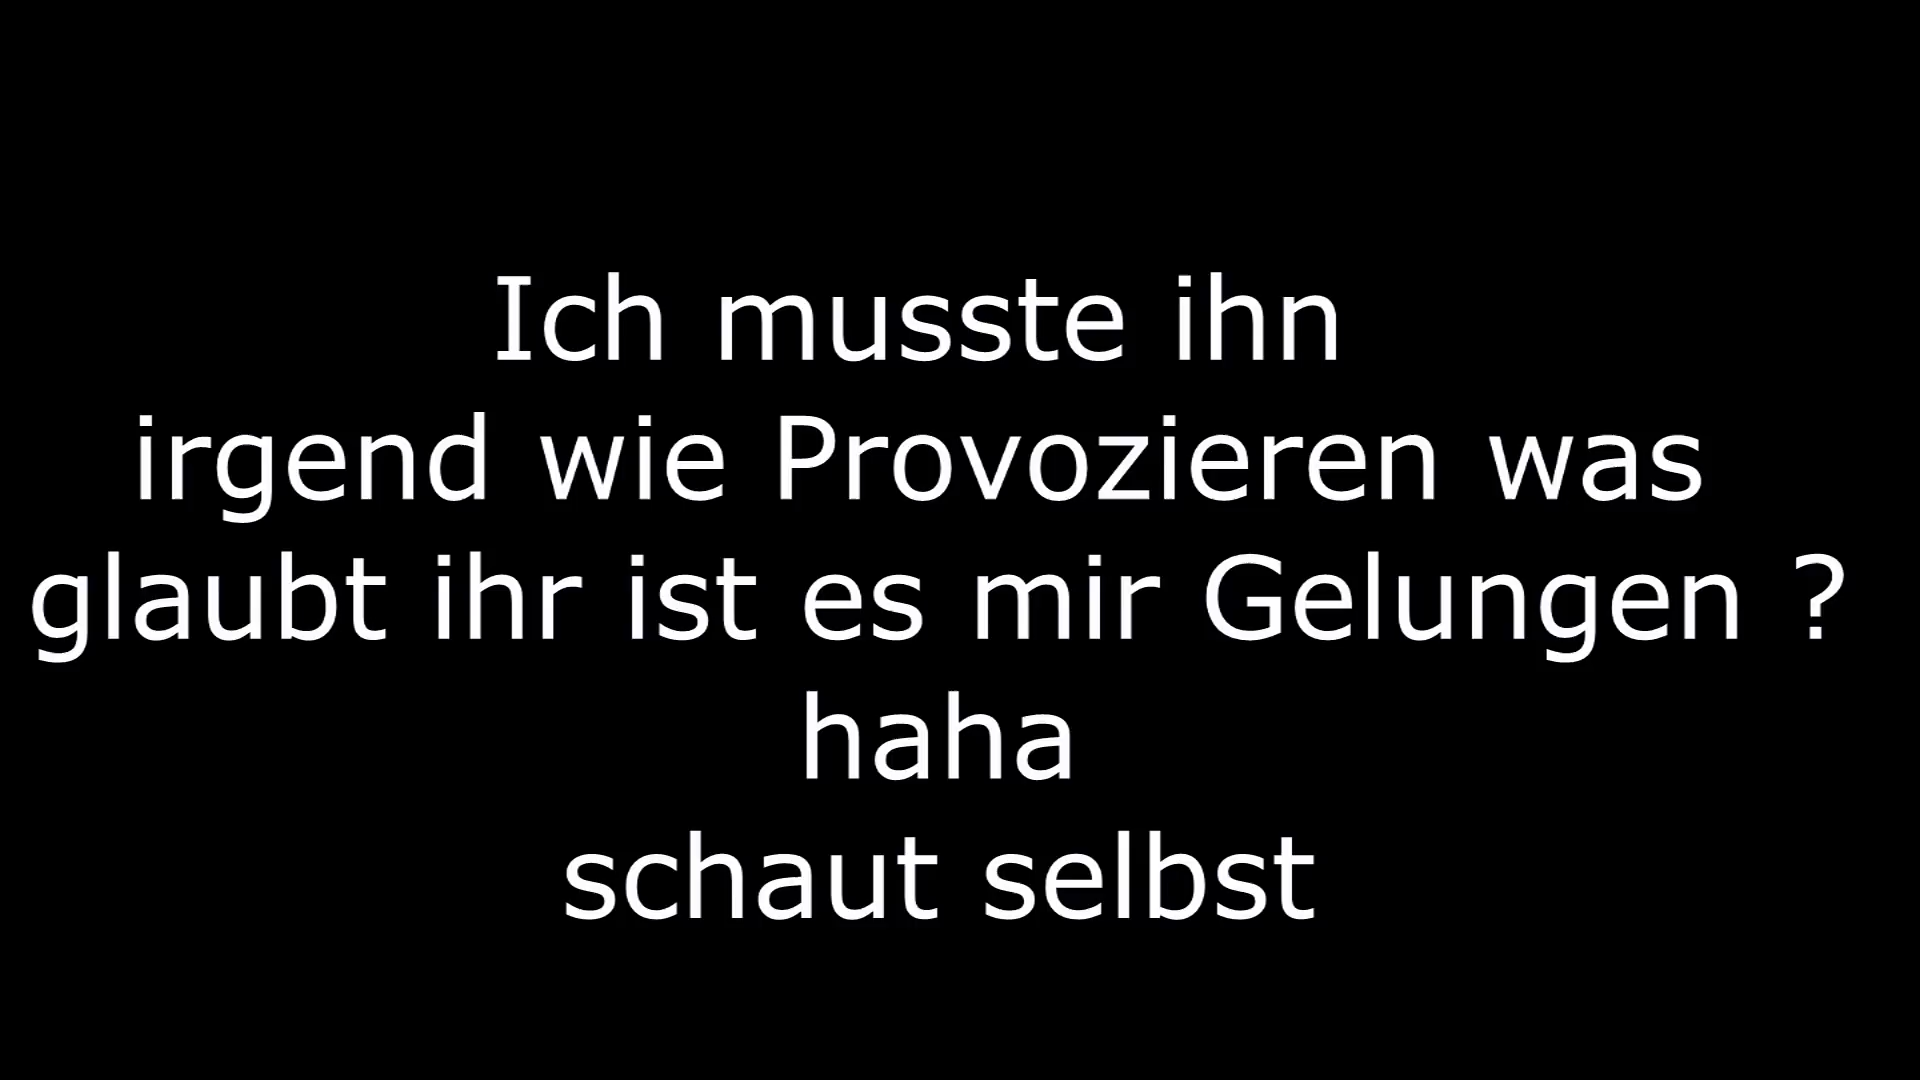 Ich musste ihn
irgend wie Provozieren was
glaubt ihr ist es mir Gelungen ?
haha
schaut selbst